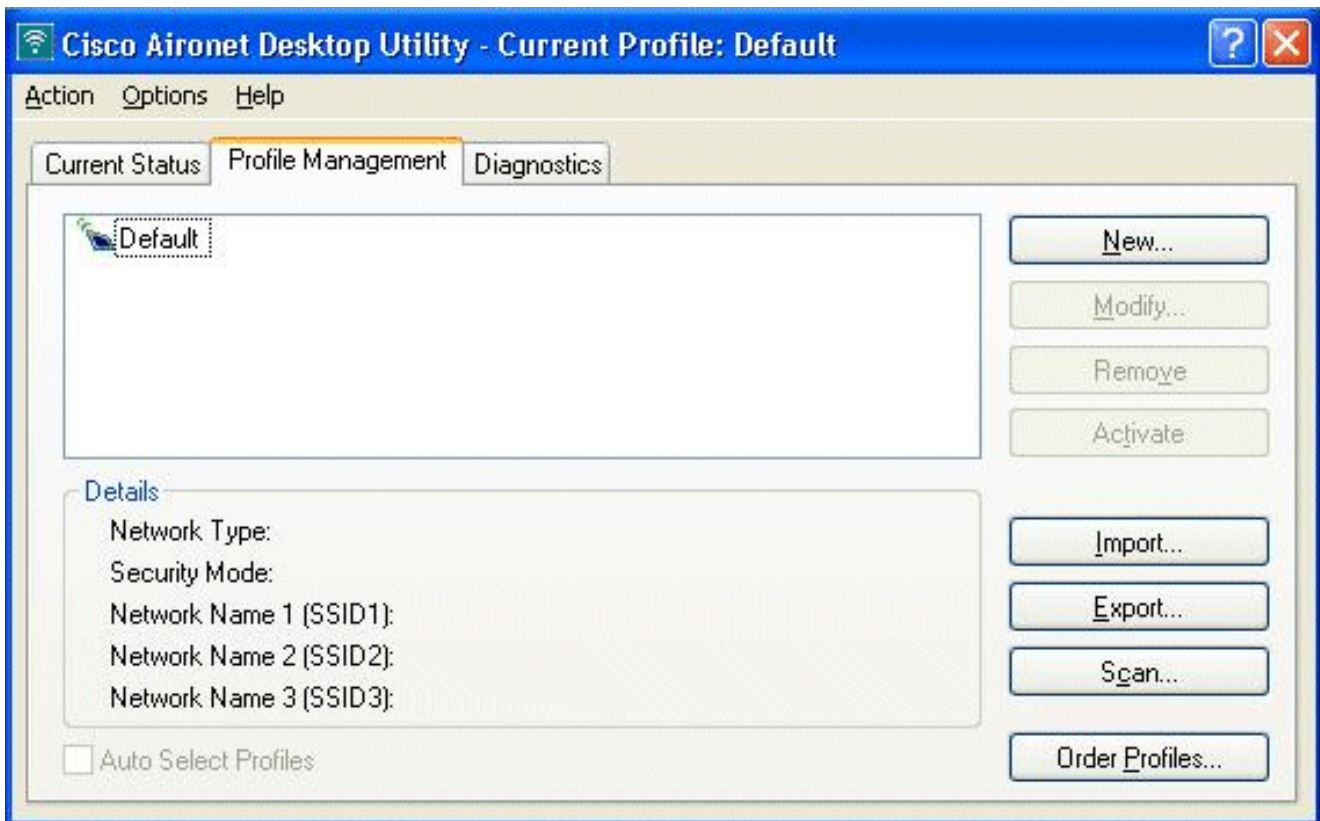 Cisco Aironet Desktop Utility - Current Profile: Default
?
Action Options Help
Current Status Profile Management Diagnostics
Default
New...
Modify...
Remove
Activate
Details
Network Type:
Security Mode:
Network Name 1 (SSID1):
Network Name 2 (SSID2):
Network Name 3 (SSID3):
Import...
Export...
Scan...
Auto Select Profiles
Order Profiles...